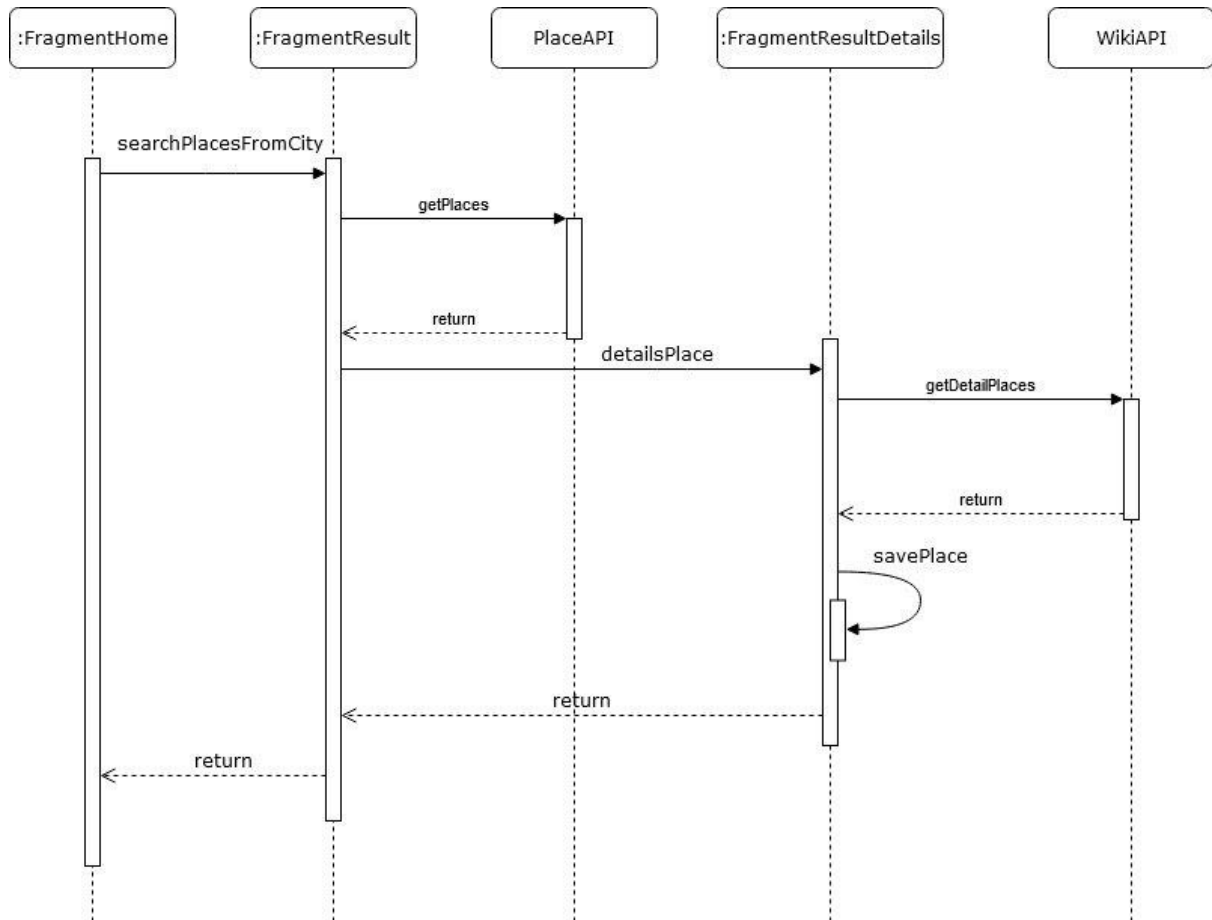 :FragmentHome
:FragmentResult
PlaceAPI
:FragmentResultDetails
WikiAPI
searchPlacesFromCity
getPlaces
return
detailsPlace
getDetailPlaces
return
savePlace
return
return